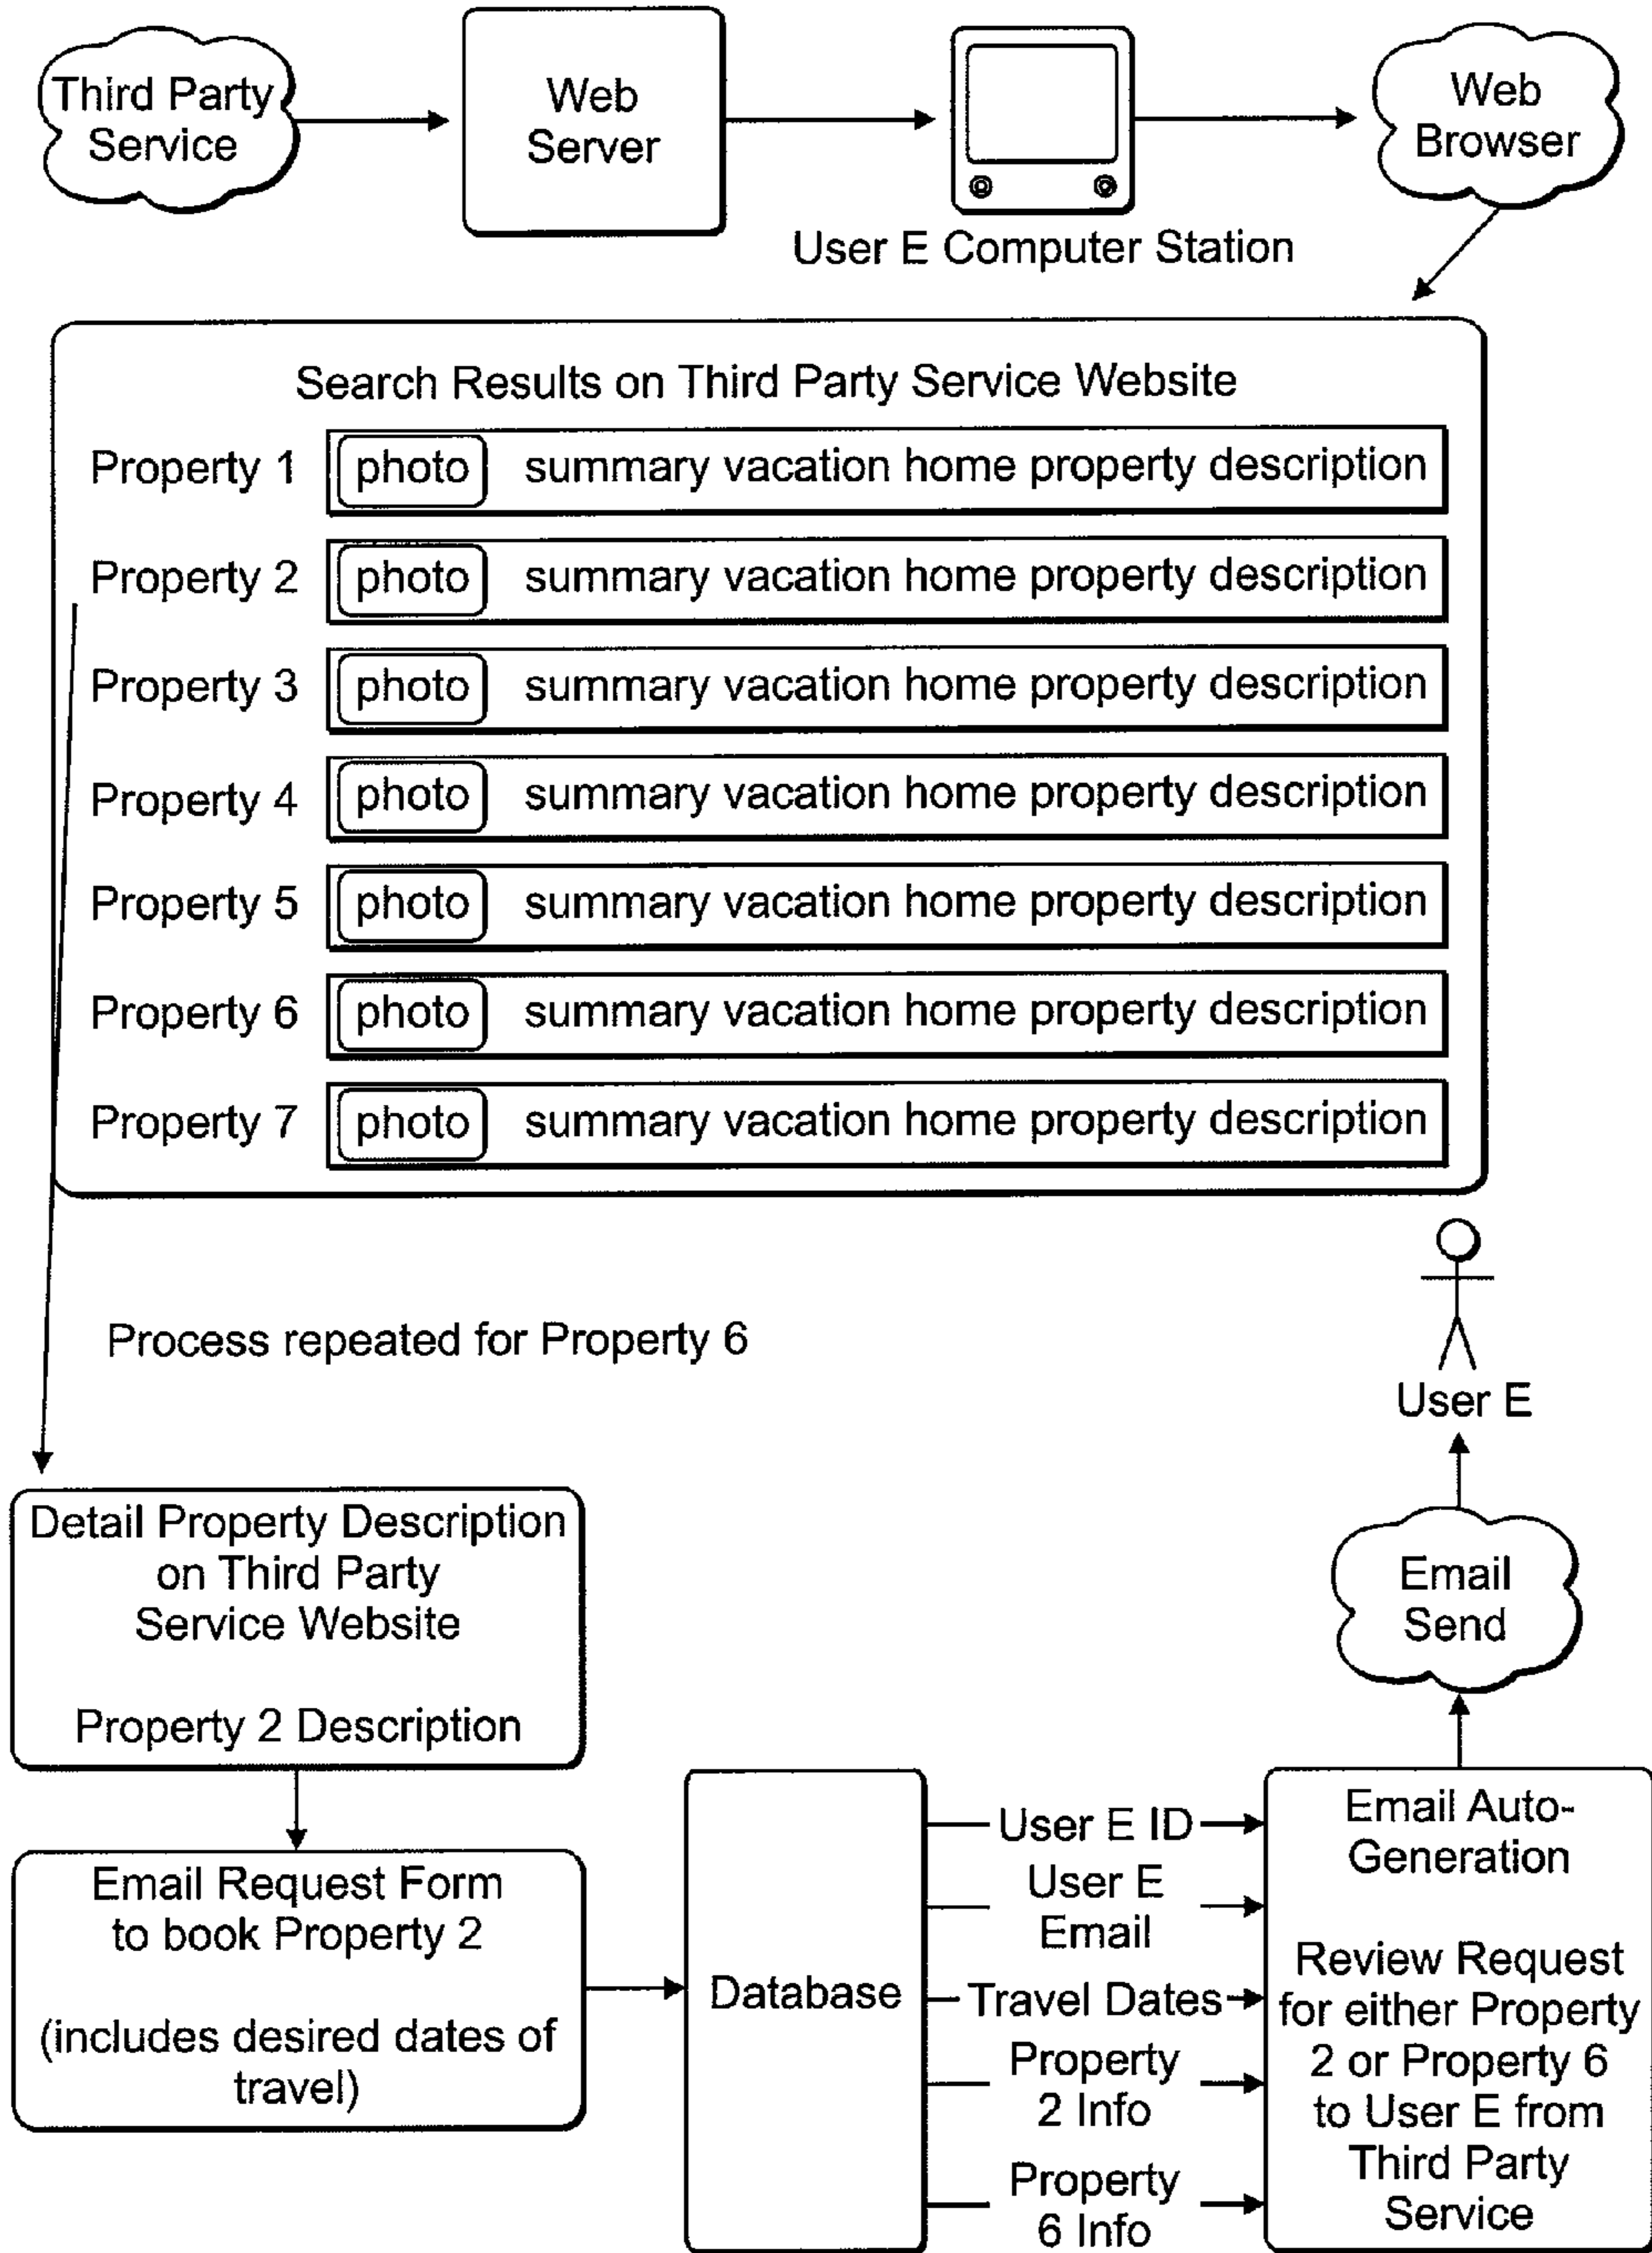 Third Party
Service
Web
Server
User E Computer Station
Web
Browser
Search Results on Third Party Service Website
Property 1 photo summary vacation home property description
Property 2 photo summary vacation home property description
Property 3 photo summary vacation home property description
Property 4 photo summary vacation home property description
Property 5 photo summary vacation home property description
Property 6 photo summary vacation home property description
Property 7 photo summary vacation home property description
Process repeated for Property 6
User E
Email
Send
Detail Property Description
on Third Party
Service Website
Property 2 Description
Email Request Form
to book Property 2
(includes desired dates of
travel)
Database
User E ID
User E
Email
Travel Dates
Property
2 Info
Property
6 Info
Email Auto-
Generation
Review Request
for either Property
2 or Property 6
to User E from
Third Party
Service